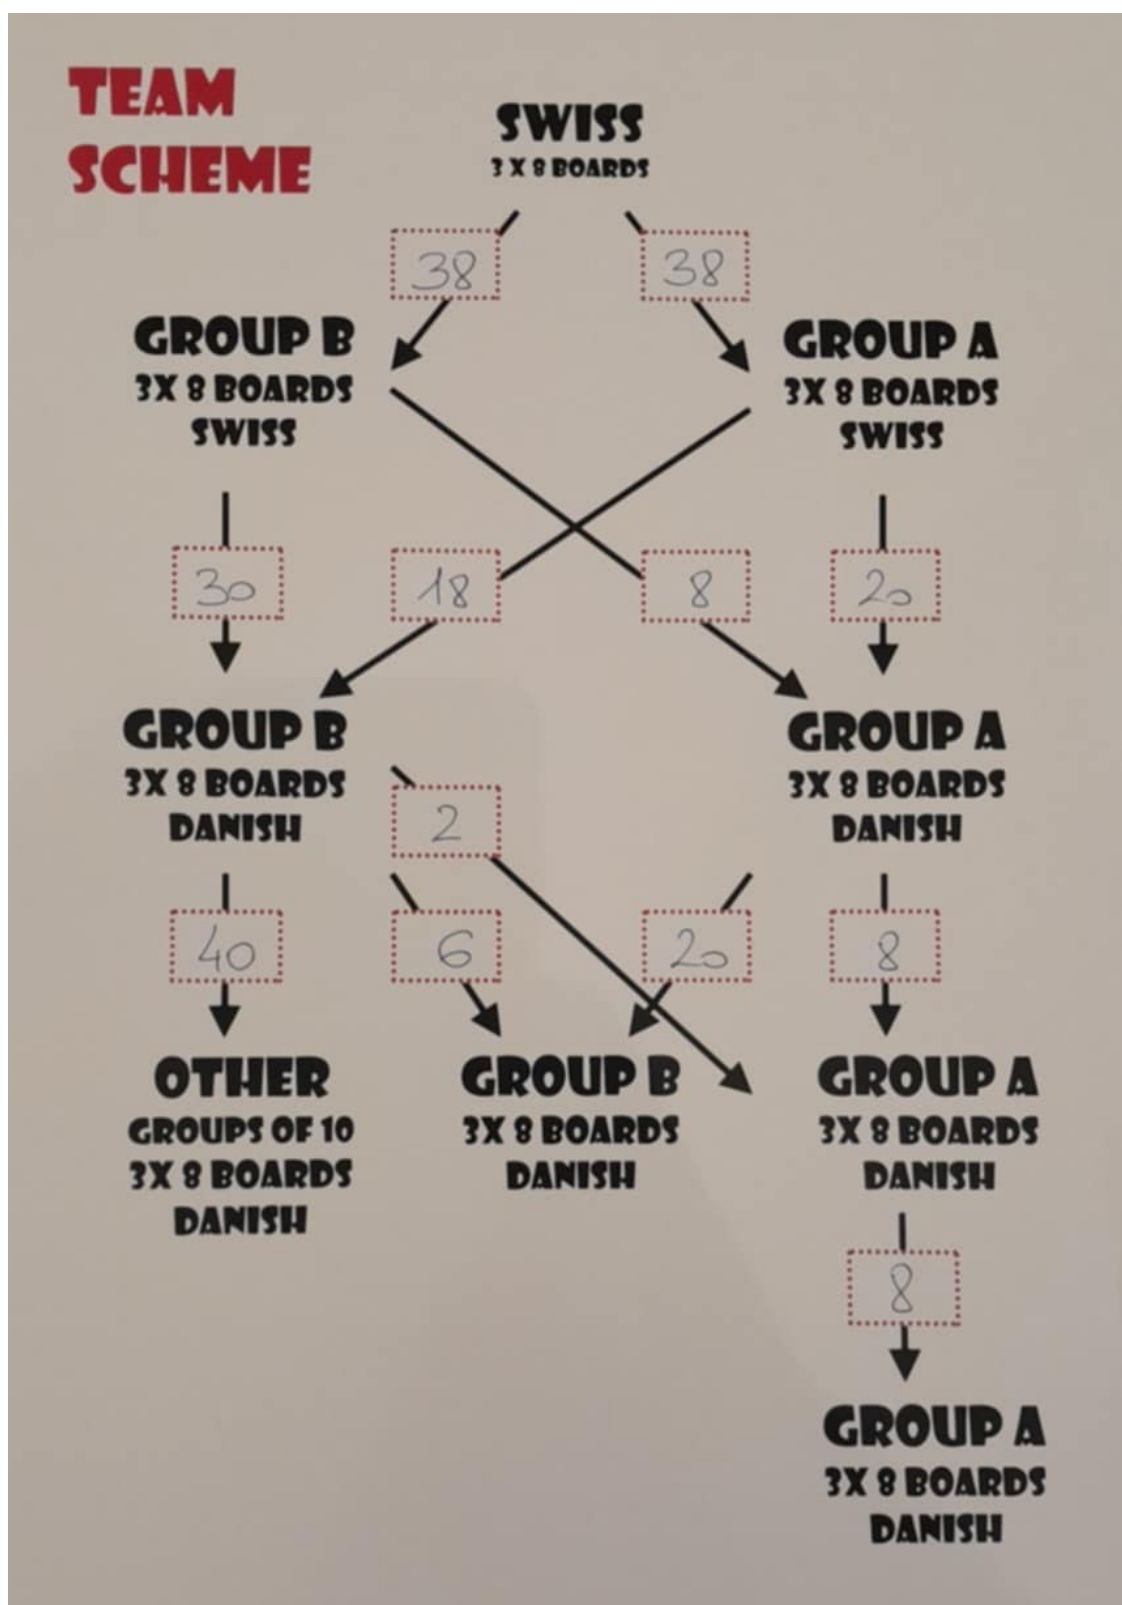 TEAM
SCHEME
SWISS
3 X 8 BOARDS
38
38
GROUP B
3X 8 BOARDS
SWISS
GROUP A
3X 8 BOARDS
SWISS
30
18
8
20
GROUP B
3X 8 BOARDS
DANISH
GROUP A
3X 8 BOARDS
DANISH
2
40
6
20
8
OTHER
GROUPS OF 10
3X 8 BOARDS
DANISH
GROUP B
3X 8 BOARDS
DANISH
GROUP A
3X 8 BOARDS
DANISH
8
GROUP A
3X 8 BOARDS
DANISH